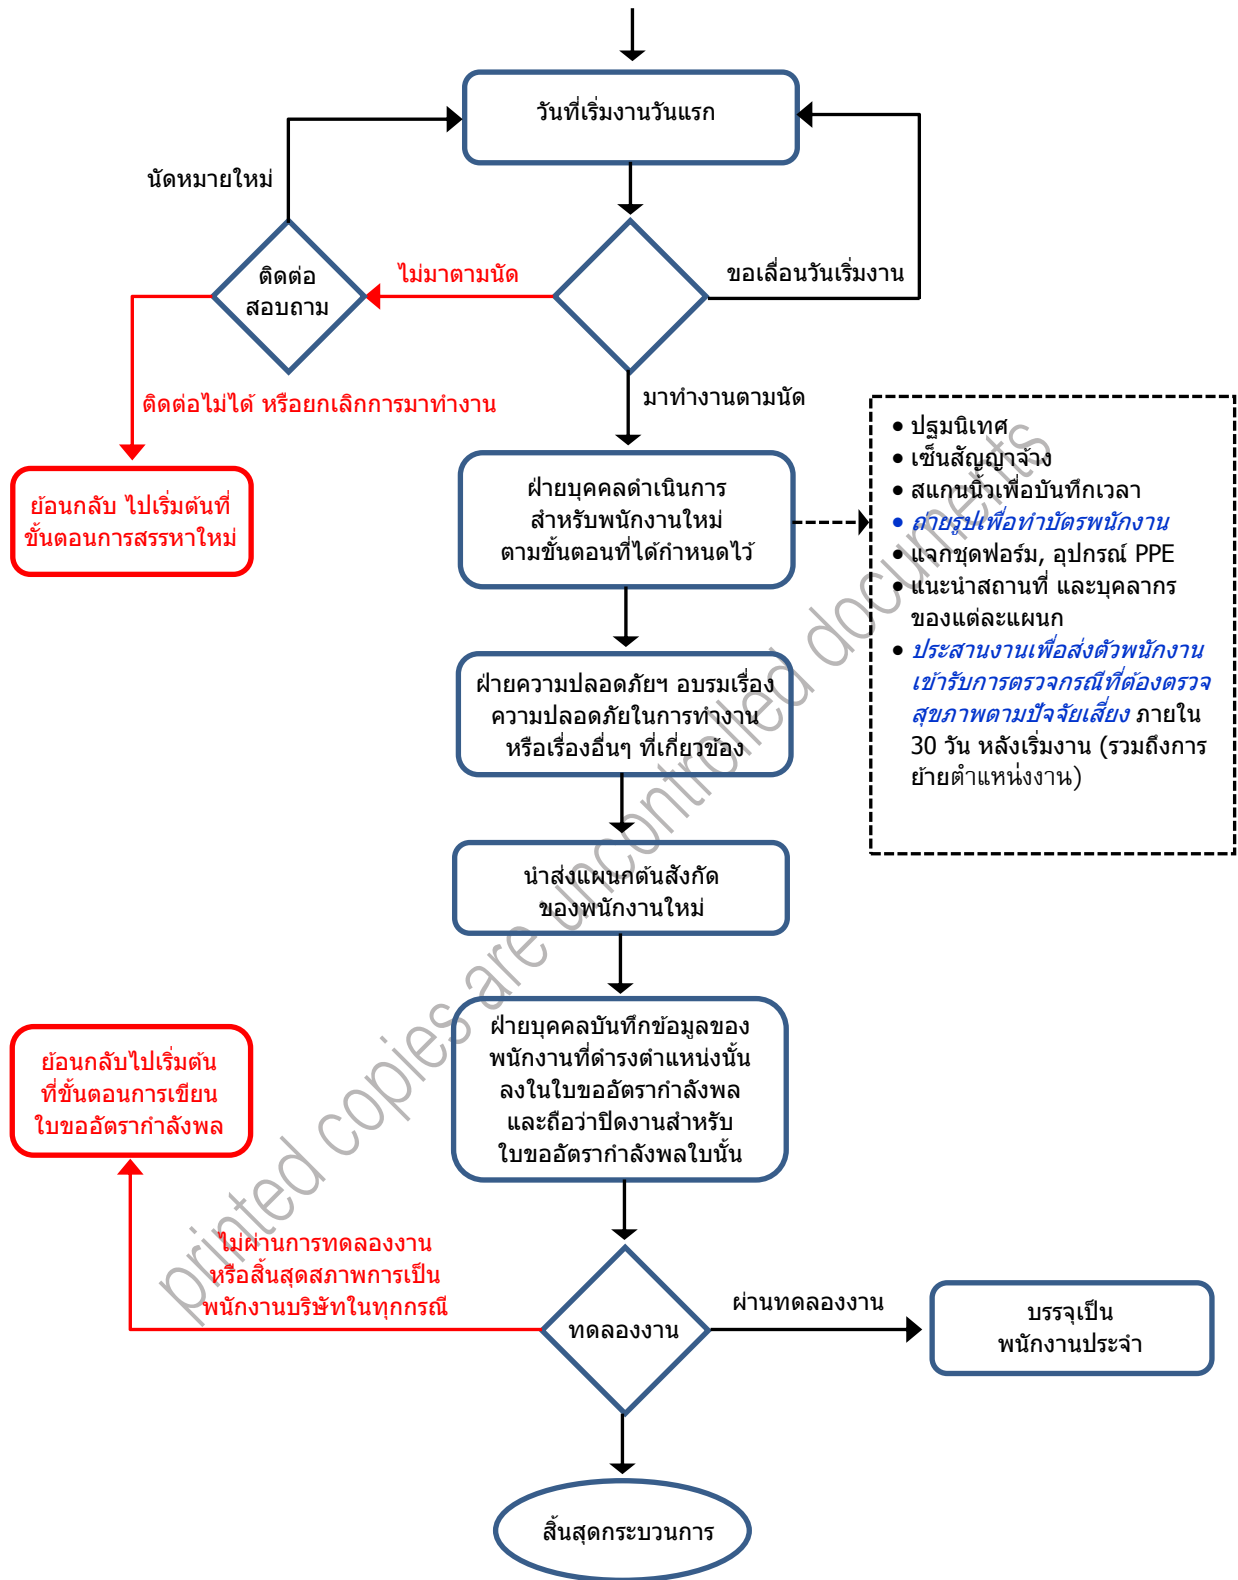 วันที่เริ่มงานวันแรก
นัดหมายใหม่
ติดต่อ
สอบถาม
ไม่มาตามนัด
ขอเลื่อนวันเริ่มงาน
ติดต่อไม่ได้ หรือยกเลิกการมาทำงาน
มาทำงานตามนัด
ย้อนกลับ ไปเริ่มต้นที่
ขั้นตอนการสรรหาใหม่
ฝ่ายบุคคลดำเนินการ
สำหรับพนักงานใหม่
ตามขั้นตอนที่ได้กำหนดไว้
• ปฐมนิเทศ
• เซ็นสัญญาจ้าง
• สแกนนิ้วเพื่อบันทึกเวลา
• ถ่ายรูปเพื่อทำบัตรพนักงาน
• แจกชุดฟอร์ม, อุปกรณ์ PPE
• แนะนำสถานที่ และบุคลากร
ของแต่ละแผนก
• ประสานงานเพื่อส่งตัวพนักงาน
เข้ารับการตรวจกรณีที่ต้องตรวจ
สุขภาพตามปัจจัยเสี่ยง ภายใน
30 วัน หลังเริ่มงาน (รวมถึงการ
ย้ายตำแหน่งงาน)
ฝ่ายความปลอดภัยฯ อบรมเรื่อง
ความปลอดภัยในการทำงาน
หรือเรื่องอื่นๆ ที่เกี่ยวข้อง
นำส่งแผนกต้นสังกัด
ของพนักงานใหม่
ฝ่ายบุคคลบันทึกข้อมูลของ
พนักงานที่ดำรงตำแหน่งนั้น
ลงในใบขออัตรากำลังพล
และถือว่าปิดงานสำหรับ
ใบขออัตรากำลังพลใบนั้น
ย้อนกลับไปเริ่มต้น
ที่ขั้นตอนการเขียน
ใบขออัตรากำลังพล
ไม่ผ่านการทดลองงาน
หรือสิ้นสุดสภาพการเป็น
พนักงานบริษัทในทุกกรณี
ทดลองงาน
ผ่านทดลองงาน
บรรจุเป็น
พนักงานประจำ
สิ้นสุดกระบวนการ
printed copies are uncontrolled documents